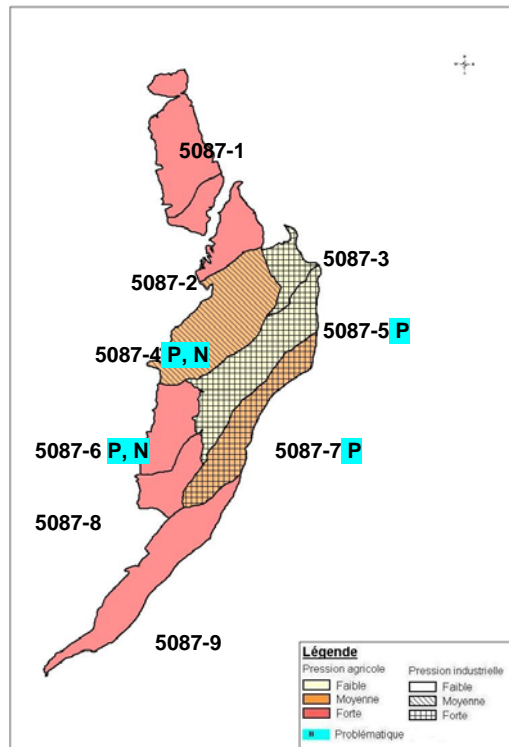 5087-1
5087-2
5087-3
5087-5 P
5087-4 P, N
5087-6 P, N
5087-7 P
5087-8
5087-9
Légende
Pression agricole
Faible
Moyenne
Forte
Pression industrielle
Faible
Moyenne
Forte
Problématique